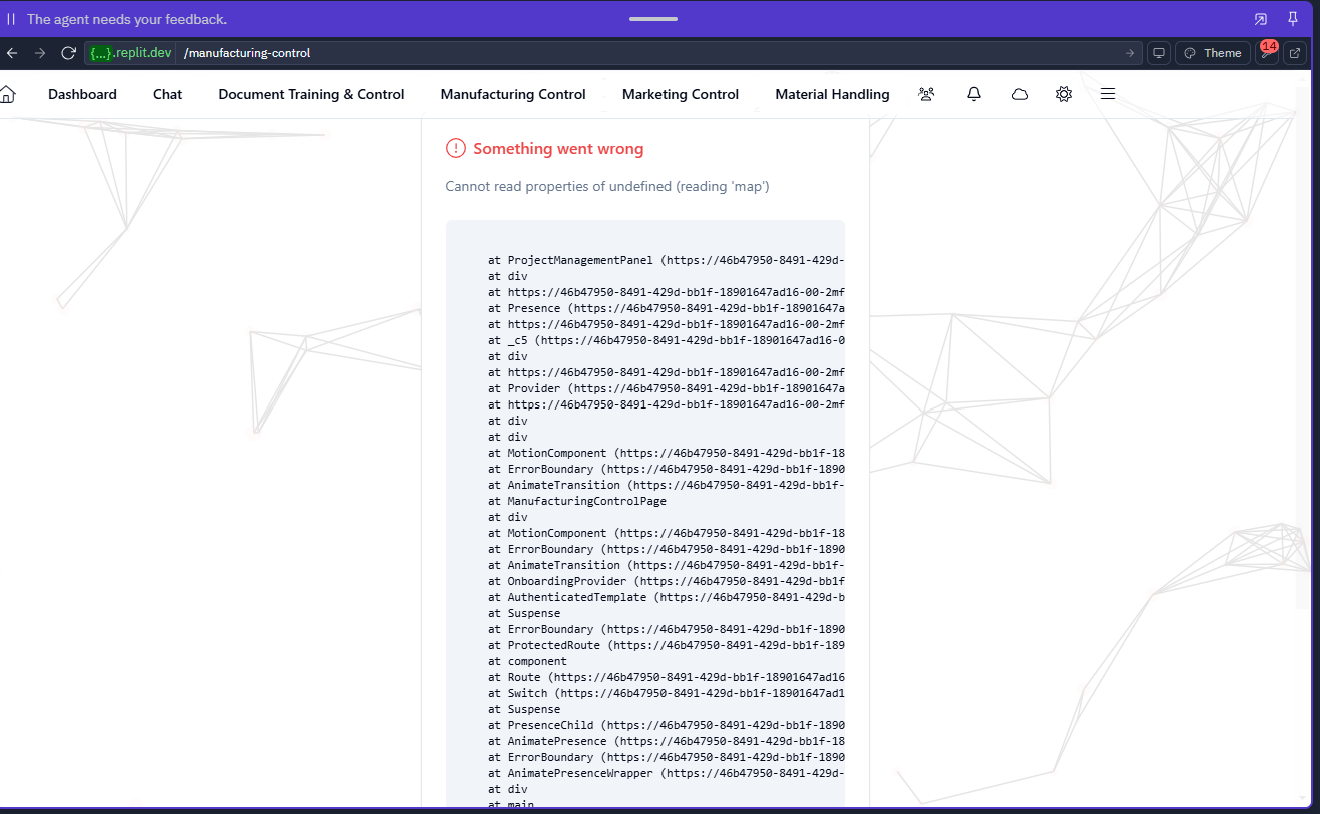 The agent needs your feedback.
{...}.replit.dev /manufacturing-control
Theme
14
Dashboard Chat Document Training & Control Manufacturing Control Marketing Control Material Handling
Something went wrong
Cannot read properties of undefined (reading 'map')
at ProjectManagementPanel (https://46b47950-8491-429d-
at div
at https://46b47950-8491-429d-bb1f-18901647ad16-00-2mf
at Presence (https://46b47950-8491-429d-bb1f-18901647a
at https://46b47950-8491-429d-bb1f-18901647ad16-00-2mf
at _c5 (https://46b47950-8491-429d-bb1f-18901647ad16-0
at div
at https://46b47950-8491-429d-bb1f-18901647ad16-00-2mf
at Provider (https://46b47950-8491-429d-bb1f-18901647a
at https://46b47950-8491-429d-bb1f-18901647ad16-00-2mf
at div
at div
at MotionComponent (https://46b47950-8491-429d-bb1f-18
at ErrorBoundary (https://46b47950-8491-429d-bb1f-1890
at AnimateTransition (https://46b47950-8491-429d-bb1f-
at ManufacturingControlPage
at div
at MotionComponent (https://46b47950-8491-429d-bb1f-18
at ErrorBoundary (https://46b47950-8491-429d-bb1f-1890
at AnimateTransition (https://46b47950-8491-429d-bb1f-
at OnboardingProvider (https://46b47950-8491-429d-bb1f
at AuthenticatedTemplate (https://46b47950-8491-429d-b
at Suspense
at ErrorBoundary (https://46b47950-8491-429d-bb1f-1890
at ProtectedRoute (https://46b47950-8491-429d-bb1f-189
at component
at Route (https://46b47950-8491-429d-bb1f-18901647ad16
at Switch (https://46b47950-8491-429d-bb1f-18901647ad1
at Suspense
at PresenceChild (https://46b47950-8491-429d-bb1f-1890
at AnimatePresence (https://46b47950-8491-429d-bb1f-18
at ErrorBoundary (https://46b47950-8491-429d-bb1f-1890
at AnimatePresenceWrapper (https://46b47950-8491-429d-
at div
at main